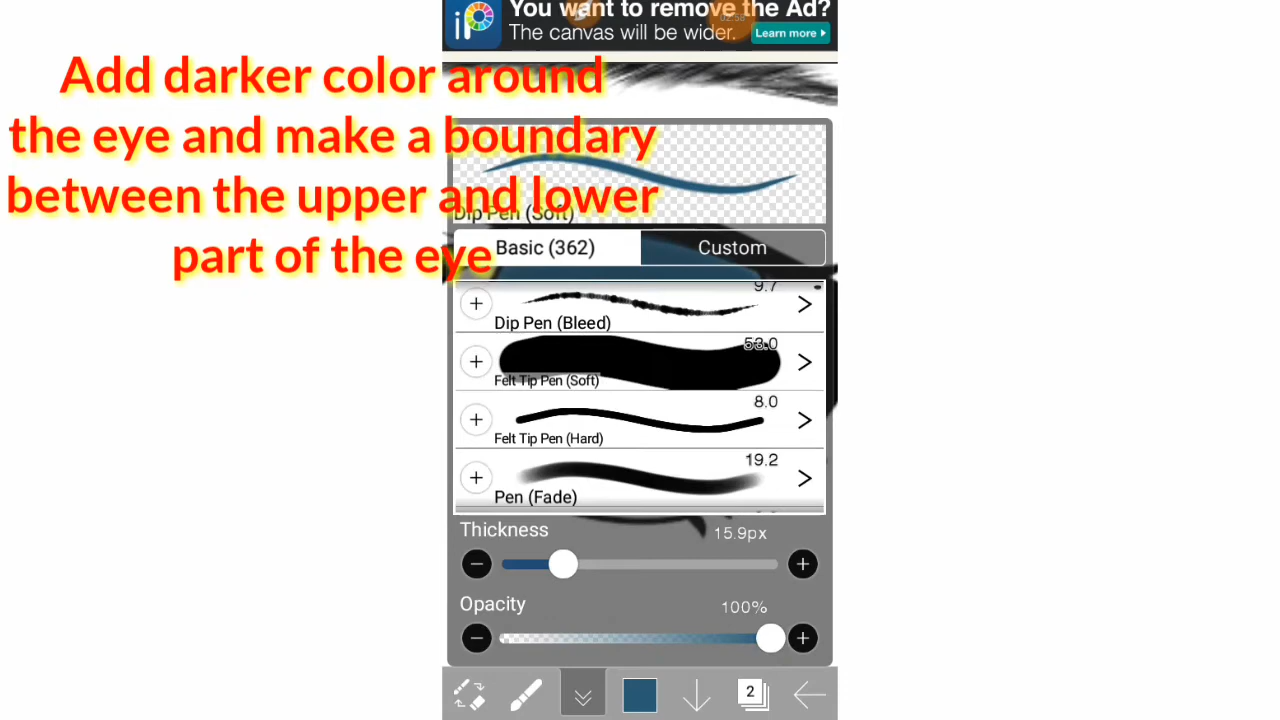 You want to remove the Ad?
iP
The canvas will be wider.
Learn more
02:58
Add darker color around
the eye and make a boundary
between the upper and lower
part of the eye
Dip Pen (Soft)
Basic (362)
Custom
9.7
Dip Pen (Bleed)
53.0
Felt Tip Pen (Soft)
8.0
Felt Tip Pen (Hard)
19.2
Pen (Fade)
Thickness
15.9px
Opacity
100%
2